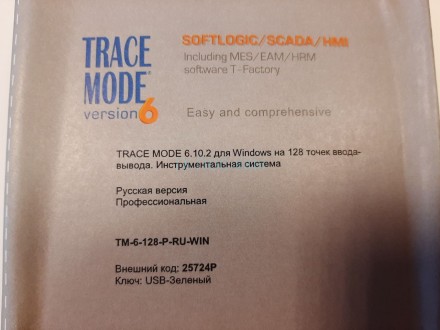 TRACE
MODE®
version 6
SOFTLOGIC/SCADA/HMI
Including MES/EAM/HRM
software T-Factory
Easy and comprehensive
TRACE MODE 6.10.2 для Windows на 128 точек ввода-
вывода. Инструментальная система
Русская версия
Профессиональная
TM-6-128-P-RU-WIN
Внешний код: 25724P
Ключ: USB-Зеленый